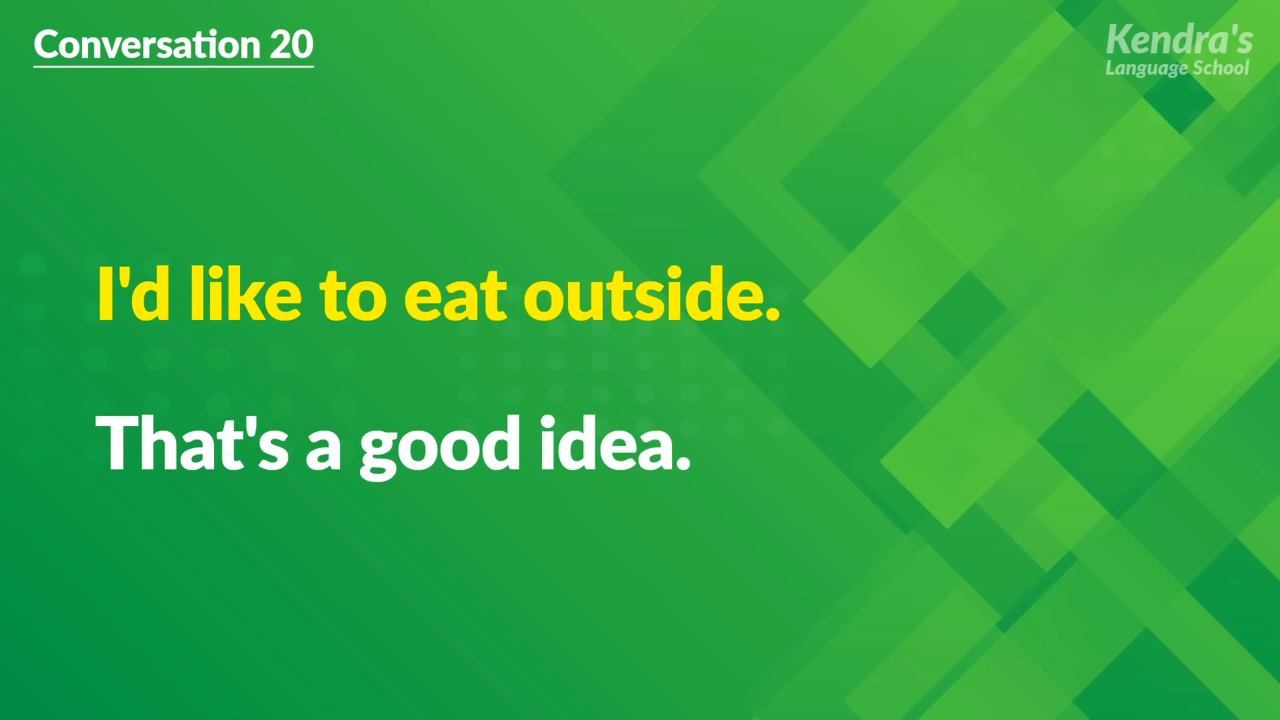 Conversation 20
Kendra's
Language School
I'd like to eat outside.
That's a good idea.